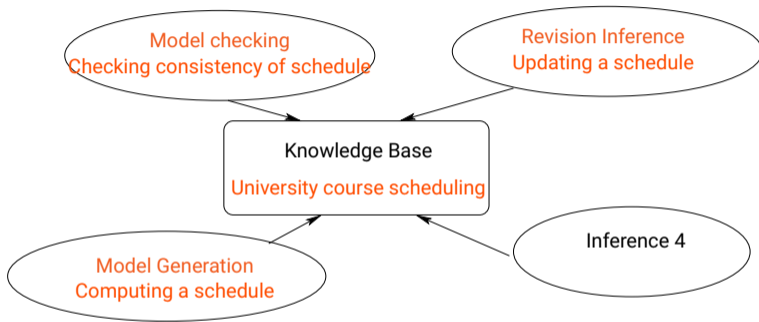 Model checking
Checking consistency of schedule
Revision Inference
Updating a schedule
Knowledge Base
University course scheduling
Inference 4
Model Generation
Computing a schedule